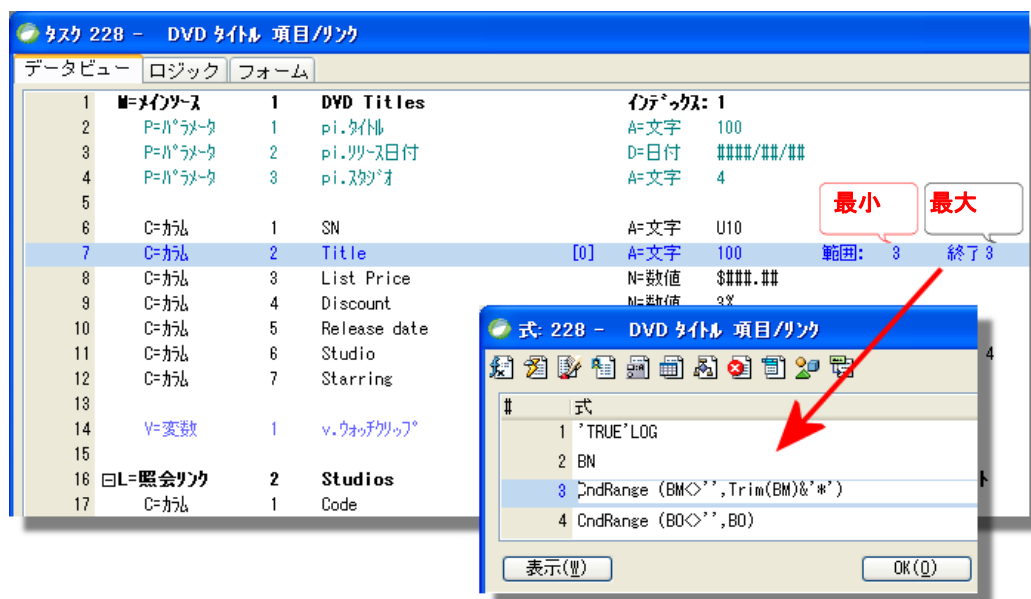 タスク 228 - DVD タイトル 項目/リンク
データビュー ロジック フォーム
1 M=メインソース 1 DVD Titles インデックス: 1
2 P=パラメータ 1 pi.タイトル A=文字 100
3 P=パラメータ 2 pi.リリース日付 D=日付 ####/##/##
4 P=パラメータ 3 pi.スタジオ A=文字 4
5
最小 最大
6 C=カラム 1 SN A=文字 U10
7 C=カラム 2 Title [0] A=文字 100 範囲: 3 終了 3
8 C=カラム 3 List Price N=数値 $###.##
9 C=カラム 4 Discount N=数値 3%
10 C=カラム 5 Release date
11 C=カラム 6 Studio 4
12 C=カラム 7 Starring
13
14 V=変数 1 v.ウォッチクリップ
15
16 L=照会リンク 2 Studios
17 C=カラム 1 Code
式: 228 - DVD タイトル 項目/リンク
# 式
1 'TRUE'LOG
2 BN
3 CndRange (BM<>'',Trim(BM)&'*')
4 CndRange (BO<>'',BO)
表示(W) OK(O)